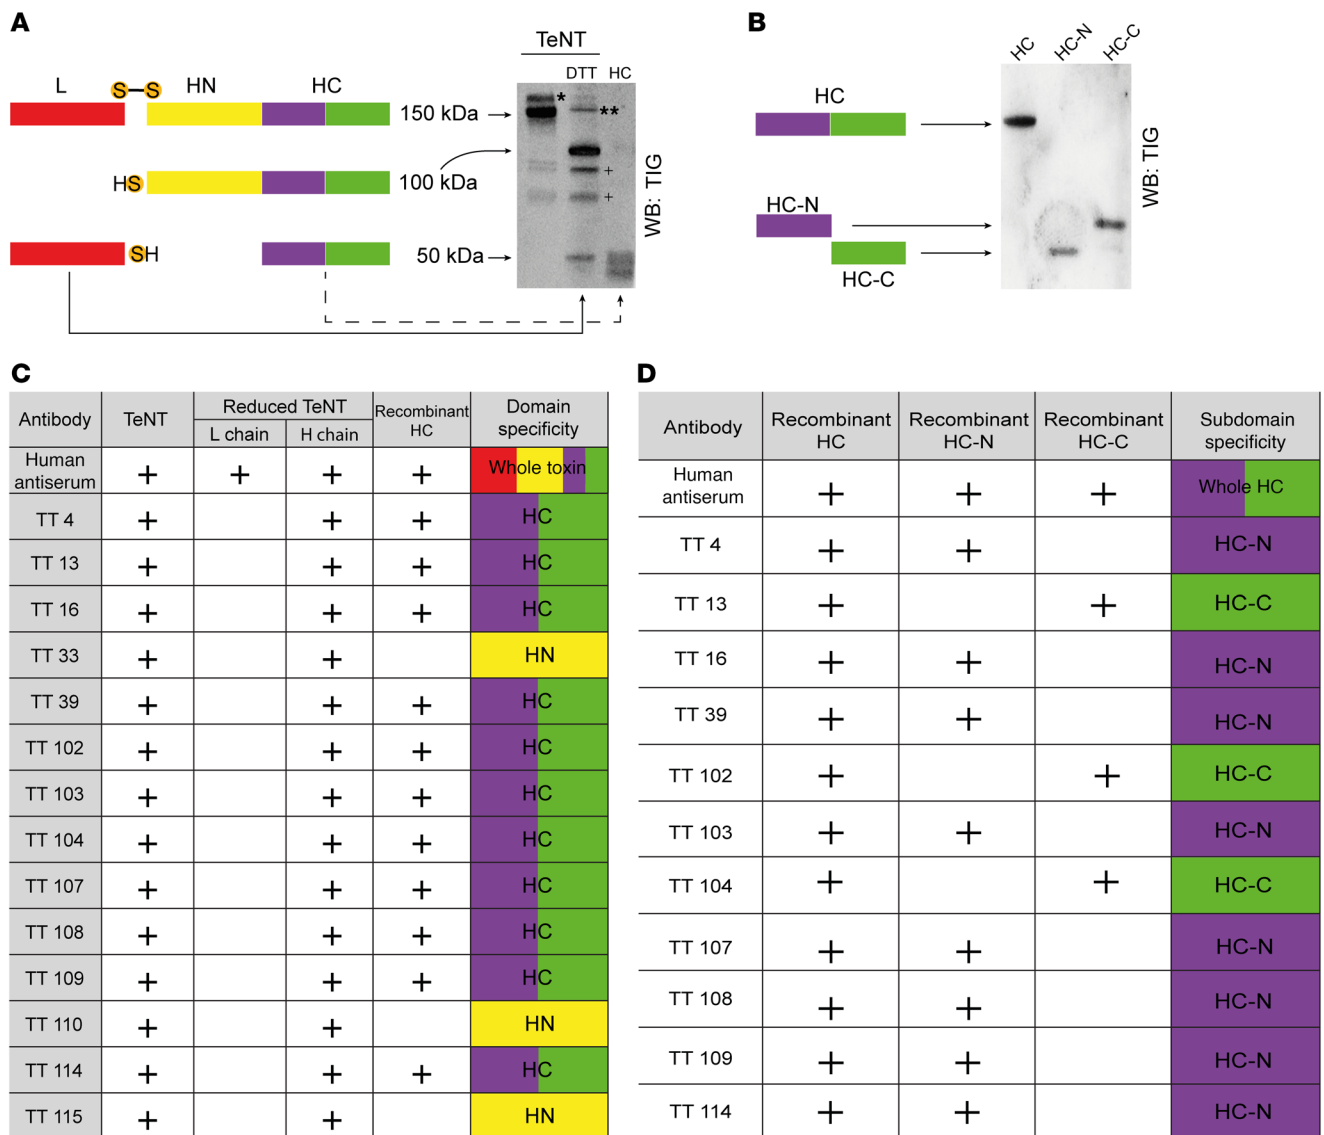 A
TeNT
DTT HC
L S S HN HC
150 kDa
*
**
HS
100 kDa
+
+
SH
50 kDa
WB: TIG
B
HC HC-N HC-C
HC
HC-N
HC-C
WB: TIG
C
Antibody TeNT Reduced TeNT Recombinant HC Domain specificity
L chain H chain
Human antiserum + + + + Whole toxin
TT 4 + + + HC
TT 13 + + + HC
TT 16 + + + HC
TT 33 + + HN
TT 39 + + + HC
TT 102 + + + HC
TT 103 + + + HC
TT 104 + + + HC
TT 107 + + + HC
TT 108 + + + HC
TT 109 + + + HC
TT 110 + + HN
TT 114 + + + HC
TT 115 + + HN
D
Antibody Recombinant HC Recombinant HC-N Recombinant HC-C Subdomain specificity
Human antiserum + + + Whole HC
TT 4 + + HC-N
TT 13 + + HC-C
TT 16 + + HC-N
TT 39 + + HC-N
TT 102 + + HC-C
TT 103 + + HC-N
TT 104 + + HC-C
TT 107 + + HC-N
TT 108 + + HC-N
TT 109 + + HC-N
TT 114 + + HC-N